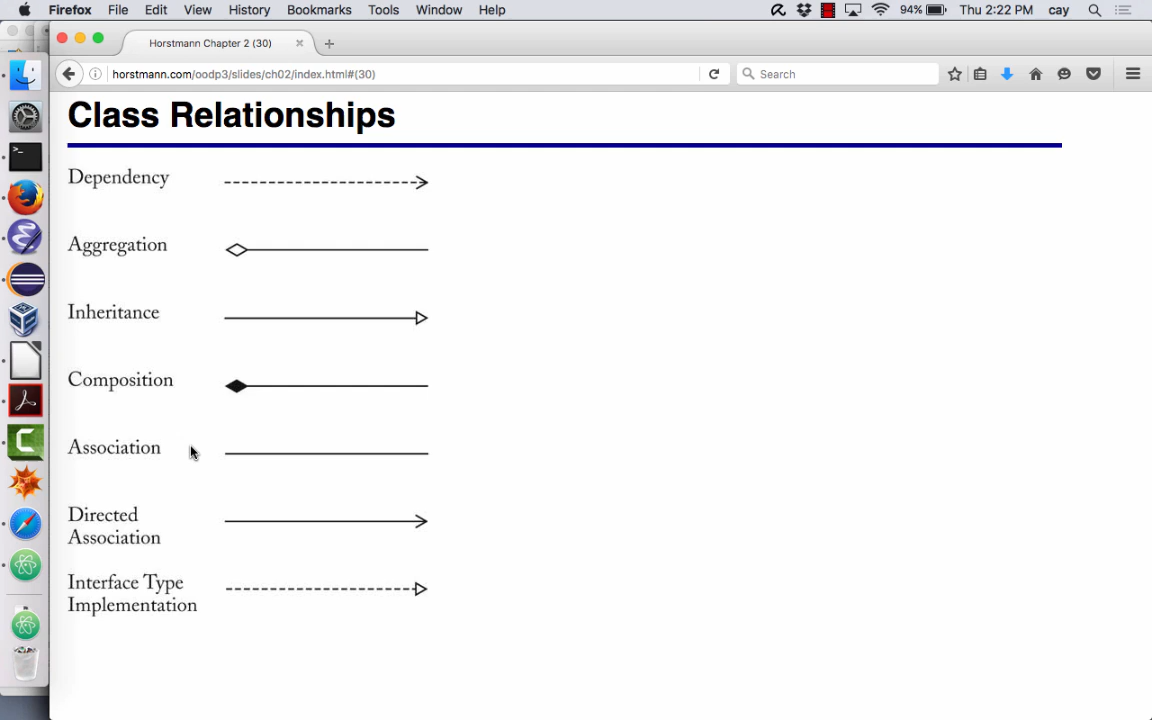 Firefox File Edit View History Bookmarks Tools Window Help 94% Thu 2:22 PM cay
Horstmann Chapter 2 (30)
horstmann.com/oodp3/slides/ch02/index.html#(30) Search
Class Relationships
Dependency
Aggregation
Inheritance
Composition
Association
Directed
Association
Interface Type
Implementation